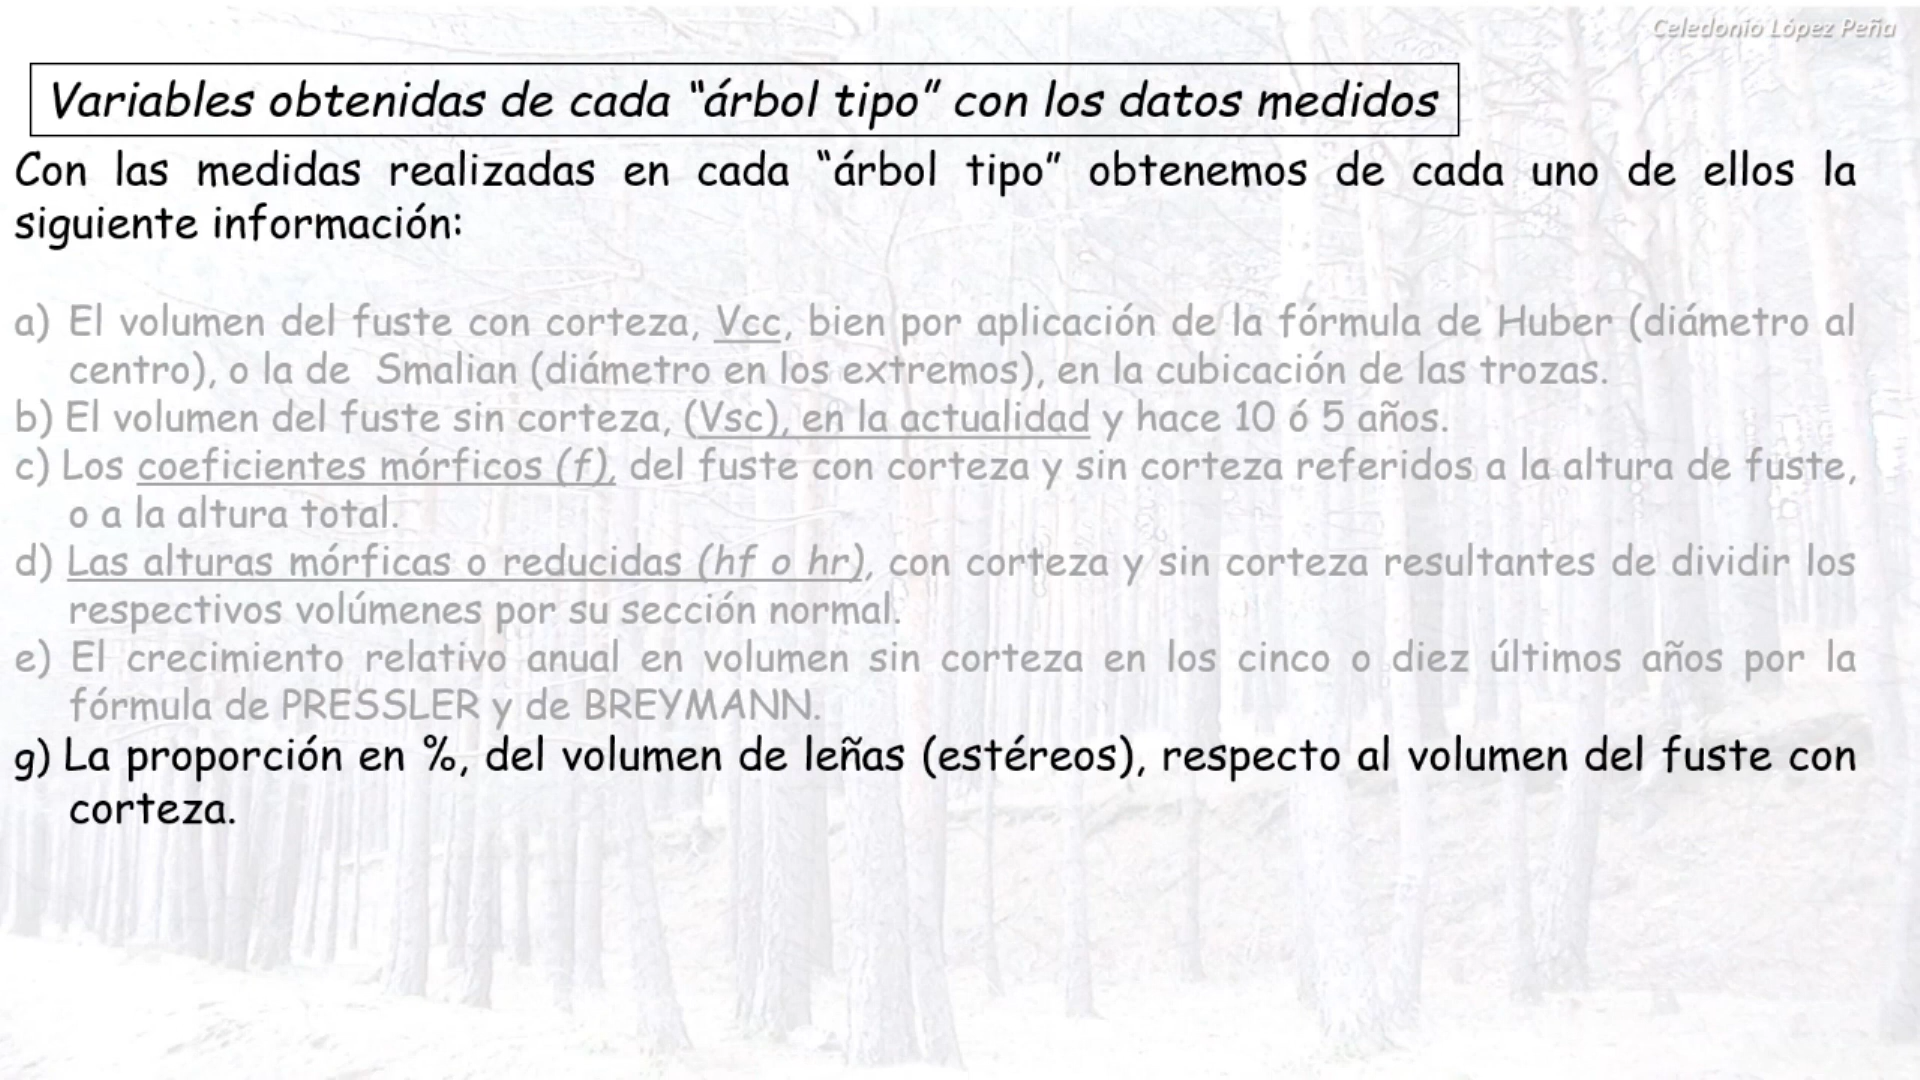 Celedonio López Peña
Variables obtenidas de cada “árbol tipo” con los datos medidos
Con las medidas realizadas en cada “árbol tipo” obtenemos de cada uno de ellos la
siguiente información:
a) El volumen del fuste con corteza, Vcc, bien por aplicación de la fórmula de Huber (diámetro al
centro), o la de Smalian (diámetro en los extremos), en la cubicación de las trozas.
b) El volumen del fuste sin corteza, (Vsc), en la actualidad y hace 10 ó 5 años.
c) Los coeficientes mórficos (f), del fuste con corteza y sin corteza referidos a la altura de fuste,
o a la altura total.
d) Las alturas mórficas o reducidas (hf o hr), con corteza y sin corteza resultantes de dividir los
respectivos volúmenes por su sección normal.
e) El crecimiento relativo anual en volumen sin corteza en los cinco o diez últimos años por la
fórmula de PRESSLER y de BREYMANN.
g) La proporción en %, del volumen de leñas (estéreos), respecto al volumen del fuste con
corteza.